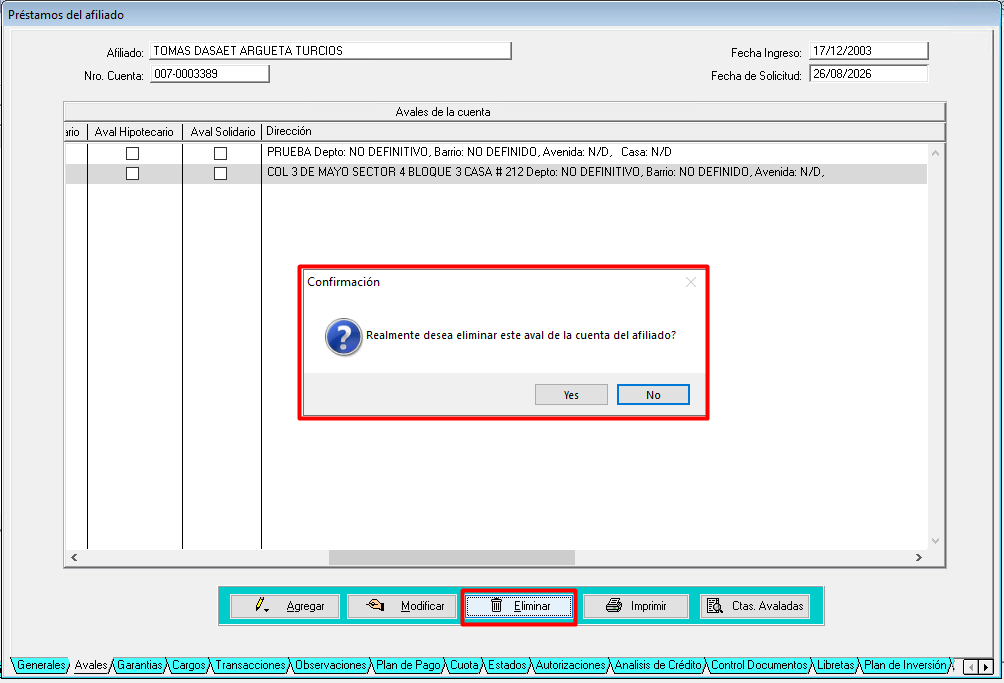 Préstamos del afiliado
Afiliado: TOMAS DASAET ARGUETA TURCIOS
Fecha Ingreso: 17/12/2003
Nro. Cuenta: 007-0003389
Fecha de Solicitud: 26/08/2026
Avales de la cuenta
ario Aval Hipotecario Aval Solidario Dirección
PRUEBA Depto: NO DEFINITIVO, Barrio: NO DEFINIDO, Avenida: N/D, Casa: N/D
COL 3 DE MAYO SECTOR 4 BLOQUE 3 CASA # 212 Depto: NO DEFINITIVO, Barrio: NO DEFINIDO, Avenida: N/D,
Confirmación
Realmente desea eliminar este aval de la cuenta del afiliado?
Yes No
Agregar Modificar Eliminar Imprimir Ctas. Avaladas
Generales Avales Garantias Cargos Transacciones Observaciones Plan de Pago Cuota Estados Autorizaciones Analisis de Crédito Control Documentos Libretas Plan de Inversión